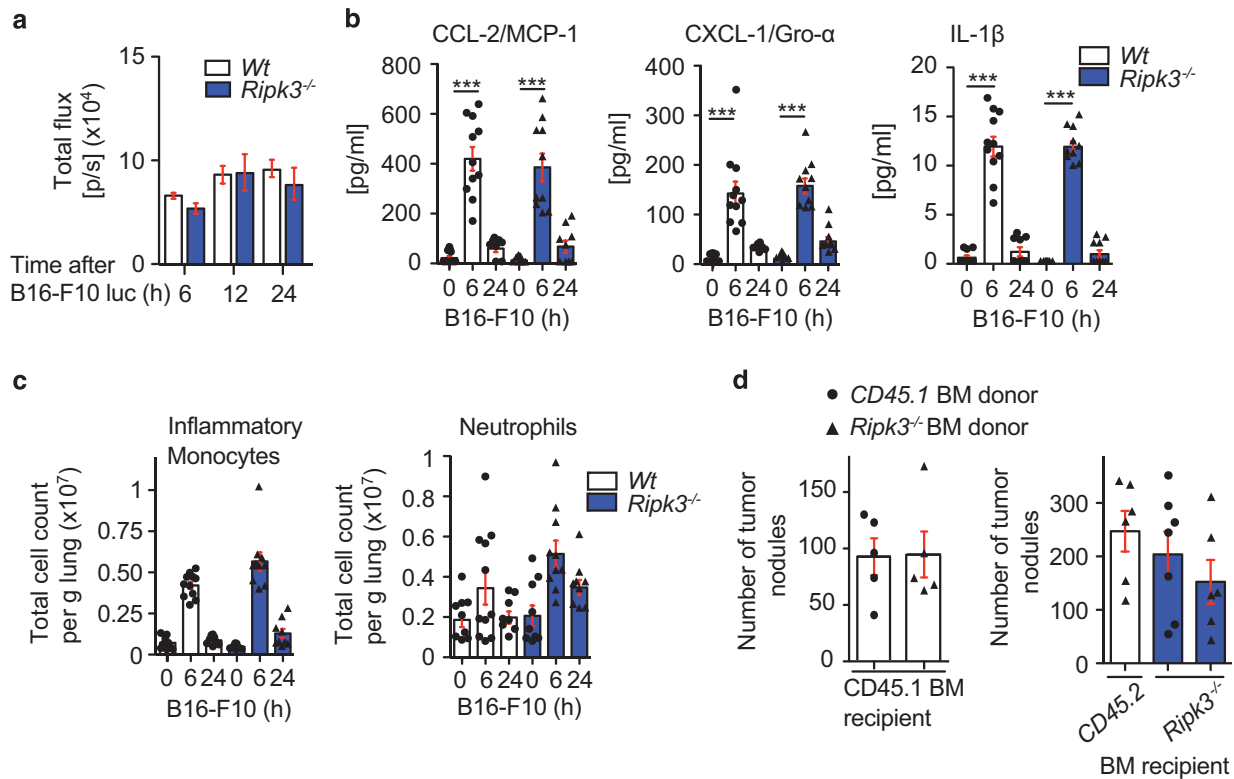 a
Wt
Ripk3-/-
Total flux
[p/s] (x10⁴)
15
10
0
Time after
B16-F10 luc (h)
6 12 24
b
CCL-2/MCP-1
[pg/ml]
800
600
400
200
0
*** ***
0 6 24 0 6 24
B16-F10 (h)
CXCL-1/Gro-α
[pg/ml]
400
300
200
100
0
*** ***
0 6 24 0 6 24
B16-F10 (h)
IL-1β
[pg/ml]
20
15
10
5
0
*** ***
0 6 24 0 6 24
B16-F10 (h)
Wt
Ripk3-/-
c
Inflammatory
Monocytes
Total cell count
per g lung (x10⁷)
1
0.75
0.50
0.25
0
0 6 24 0 6 24
B16-F10 (h)
Neutrophils
Total cell count
per g lung (x10⁷)
1
0.8
0.6
0.4
0.2
0
0 6 24 0 6 24
B16-F10 (h)
Wt
Ripk3-/-
d
CD45.1 BM donor
Ripk3-/- BM donor
Number of tumor
nodules
150
100
50
0
CD45.1 BM
recipient
Number of tumor
nodules
300
200
100
0
CD45.2
Ripk3-/-
BM recipient